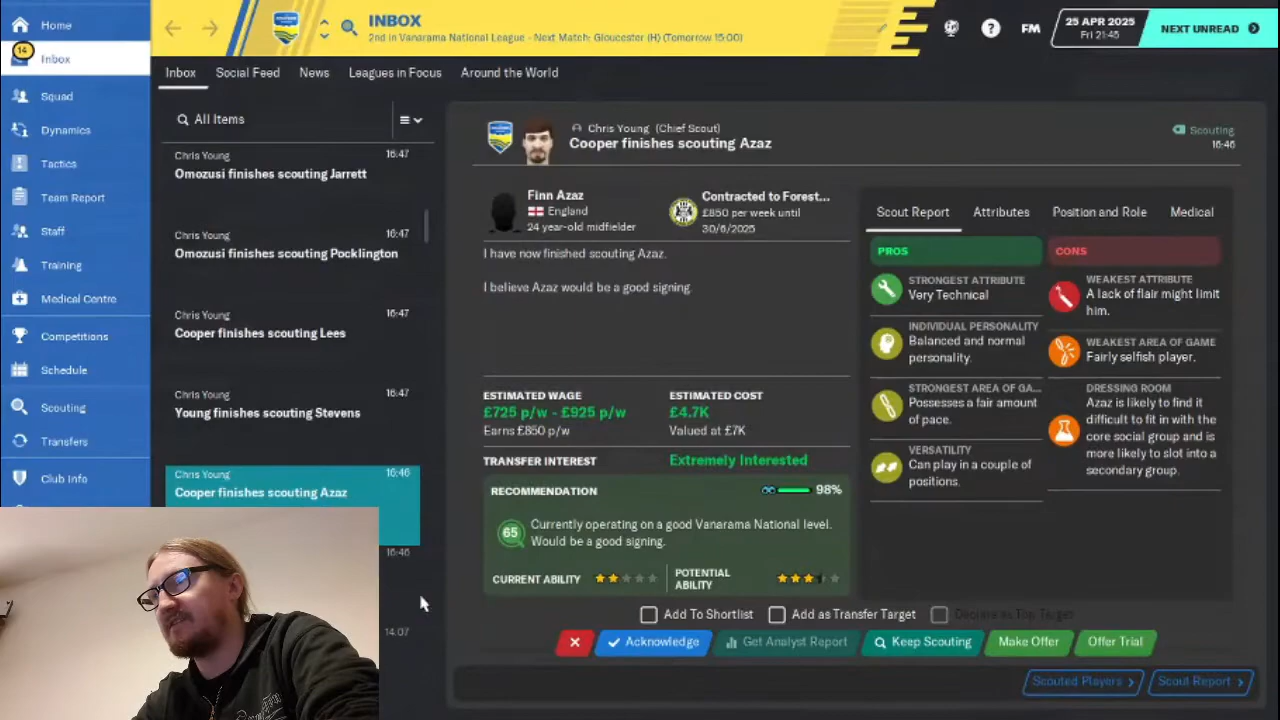 Home
14
Inbox
Squad
Dynamics
Tactics
Team Report
Staff
Training
Medical Centre
Competitions
Schedule
Scouting
Transfers
Club Info
INBOX
2nd in Vanarama National League - Next Match: Gloucester (H) (Tomorrow 15:00)
?
FM
25 APR 2025
Fri 21:45
NEXT UNREAD
Inbox
Social Feed
News
Leagues in Focus
Around the World
All Items
Chris Young
16:47
Omozusi finishes scouting Jarrett
Chris Young
16:47
Omozusi finishes scouting Pocklington
Chris Young
16:47
Cooper finishes scouting Lees
Chris Young
16:47
Young finishes scouting Stevens
Chris Young
16:46
Cooper finishes scouting Azaz
16:46
14:07
Chris Young (Chief Scout)
Cooper finishes scouting Azaz
Scouting
16:46
Finn Azaz
England
24 year-old midfielder
Contracted to Forest...
£850 per week until
30/6/2025
I have now finished scouting Azaz.
I believe Azaz would be a good signing.
ESTIMATED WAGE
£725 p/w - £925 p/w
Earns £850 p/w
ESTIMATED COST
£4.7K
Valued at £7K
TRANSFER INTEREST
Extremely Interested
RECOMMENDATION
98%
65
Currently operating on a good Vanarama National level.
Would be a good signing.
CURRENT ABILITY
POTENTIAL
ABILITY
Scout Report
Attributes
Position and Role
Medical
PROS
STRONGEST ATTRIBUTE
Very Technical
INDIVIDUAL PERSONALITY
Balanced and normal
personality.
STRONGEST AREA OF GA...
Possesses a fair amount
of pace.
VERSATILITY
Can play in a couple of
positions.
CONS
WEAKEST ATTRIBUTE
A lack of flair might limit
him.
WEAKEST AREA OF GAME
Fairly selfish player.
DRESSING ROOM
Azaz is likely to find it
difficult to fit in with the
core social group and is
more likely to slot into a
secondary group.
Add To Shortlist
Add as Transfer Target
Declare as Top Target
Acknowledge
Get Analyst Report
Keep Scouting
Make Offer
Offer Trial
Scouted Players
Scout Report